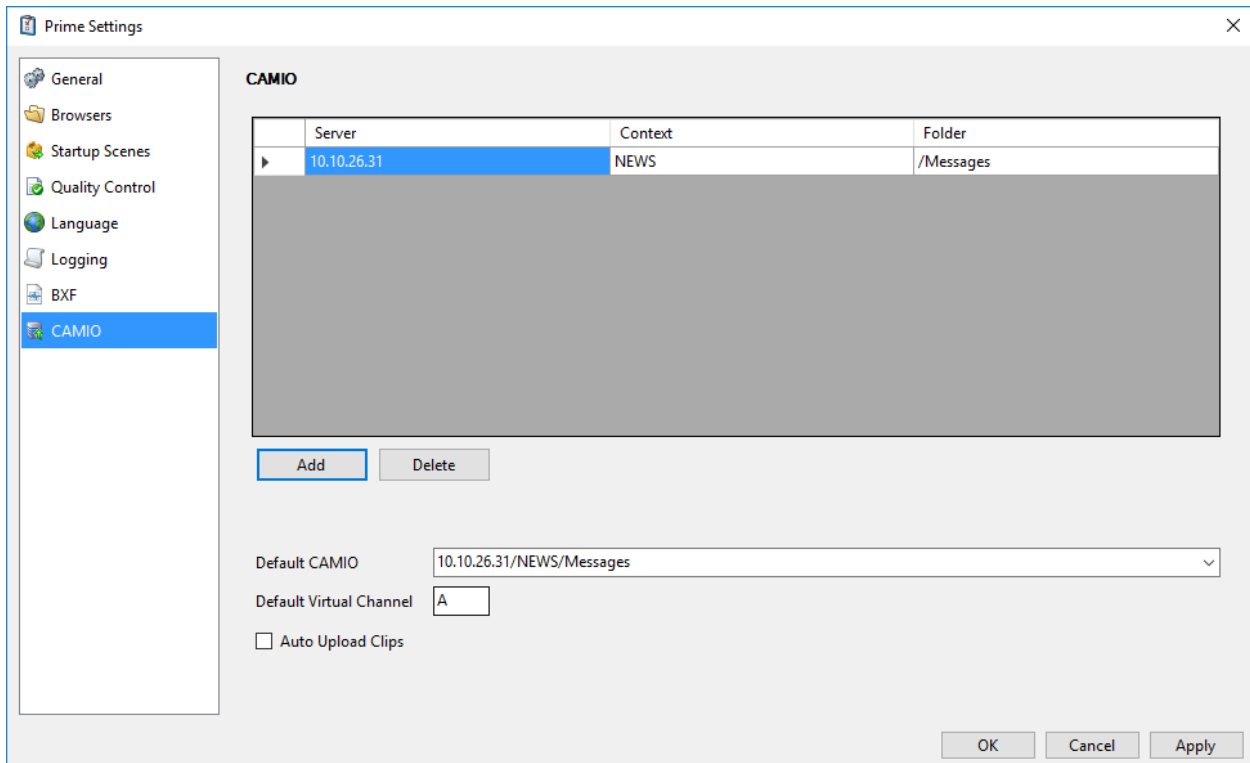 Prime Settings
General
Browsers
Startup Scenes
Quality Control
Language
Logging
BXF
CAMIO
CAMIO
Server Context Folder
10.10.26.31 NEWS /Messages
Add Delete
Default CAMIO 10.10.26.31/NEWS/Messages
Default Virtual Channel A
Auto Upload Clips
OK Cancel Apply